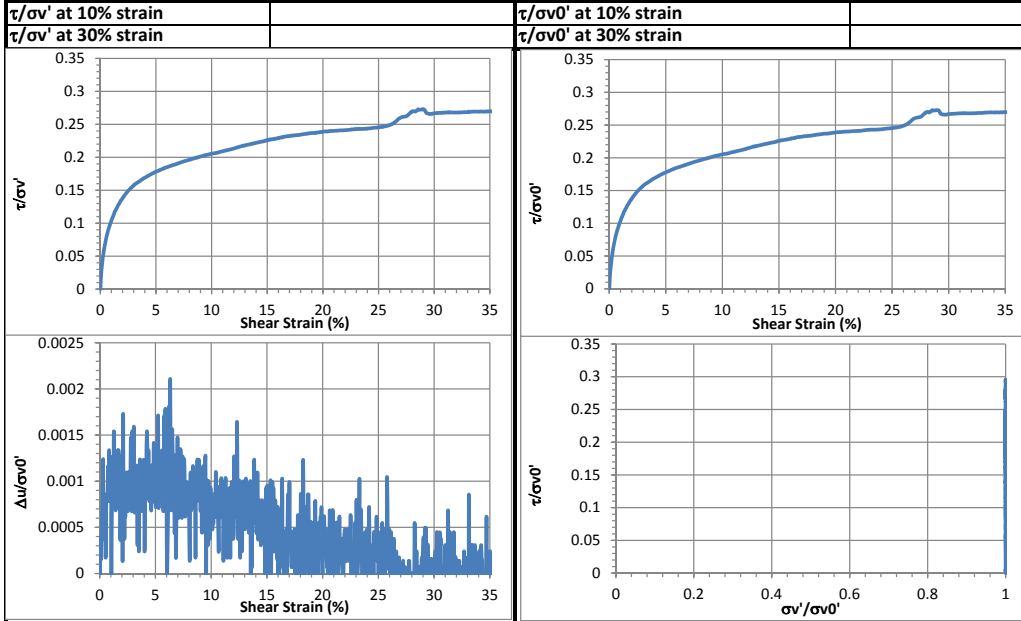 τ/σv' at 10% strain
τ/σv0' at 10% strain
τ/σv' at 30% strain
τ/σv0' at 30% strain
0.35
0.3
0.25
0.2
0.15
0.1
0.05
0
τ/σv'
0 5 10 15 20 25 30 35
Shear Strain (%)
0.35
0.3
0.25
0.2
0.15
0.1
0.05
0
τ/σv0'
0 5 10 15 20 25 30 35
Shear Strain (%)
0.0025
0.002
0.0015
0.001
0.0005
0
Δu/σv0'
0 5 10 15 20 25 30 35
Shear Strain (%)
0.35
0.3
0.25
0.2
0.15
0.1
0.05
0
τ/σv0'
0 0.2 0.4 0.6 0.8 1
σv'/σv0'